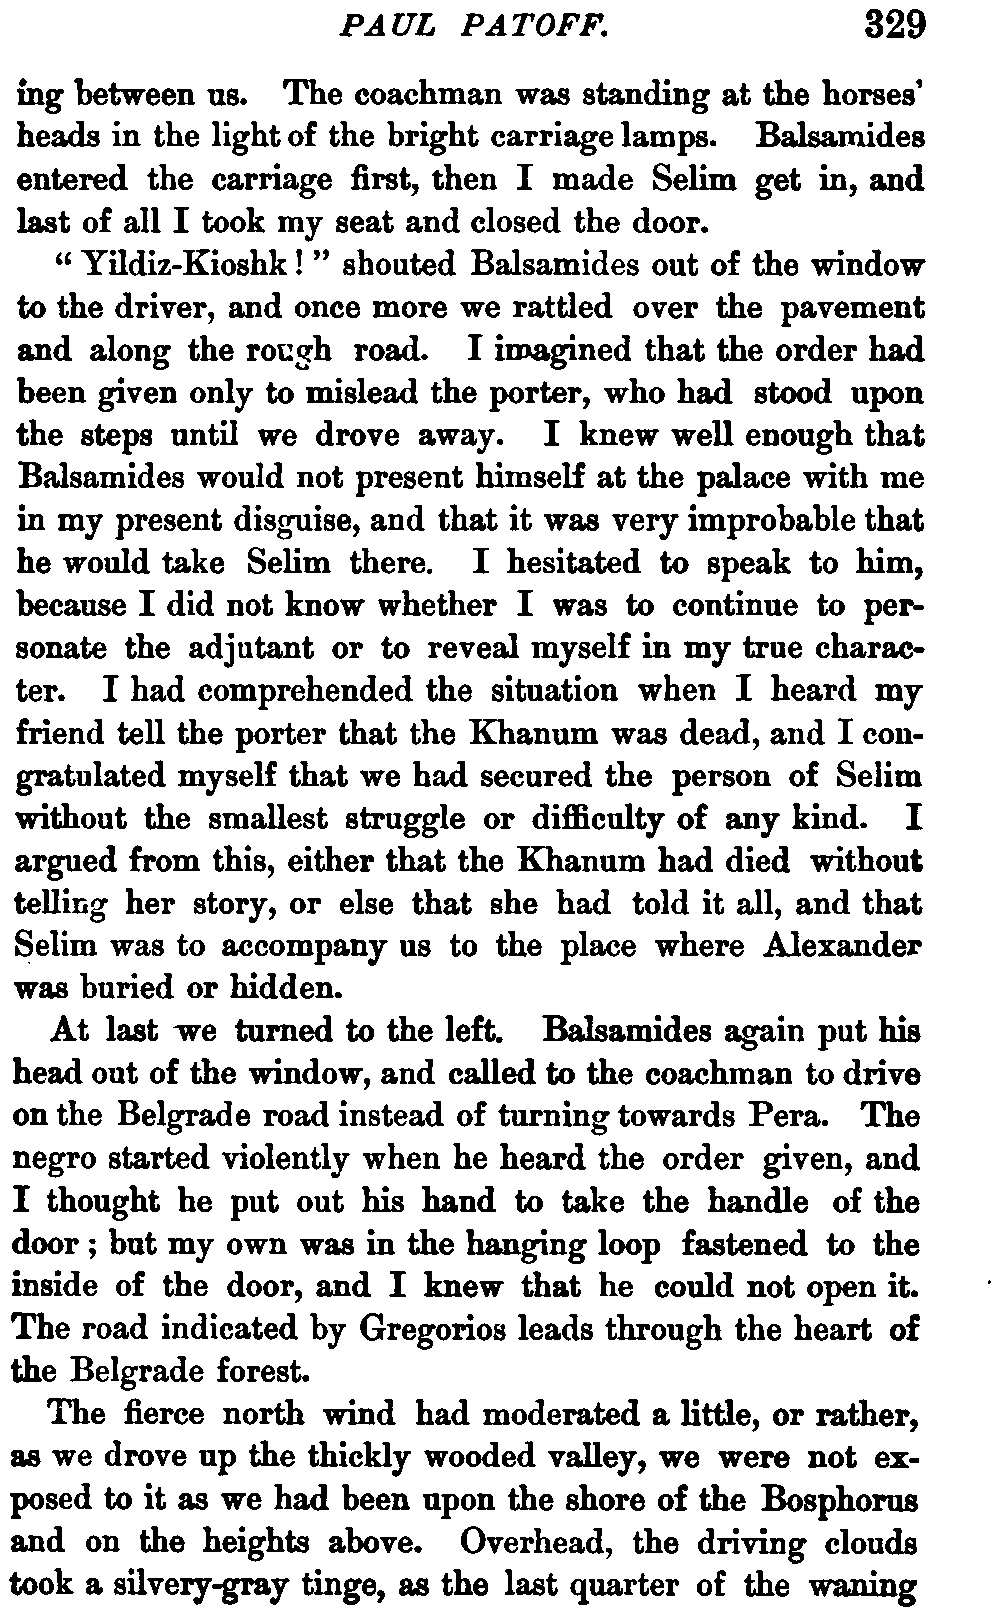 PAUL PATOFF. 329
ing between us. The coachman was standing at the horses'
heads in the light of the bright carriage lamps. Balsamides
entered the carriage first, then I made Selim get in, and
last of all I took my seat and closed the door.
“ Yildiz-Kioshk ! ” shouted Balsamides out of the window
to the driver, and once more we rattled over the pavement
and along the rough road. I imagined that the order had
been given only to mislead the porter, who had stood upon
the steps until we drove away. I knew well enough that
Balsamides would not present himself at the palace with me
in my present disguise, and that it was very improbable that
he would take Selim there. I hesitated to speak to him,
because I did not know whether I was to continue to per-
sonate the adjutant or to reveal myself in my true charac-
ter. I had comprehended the situation when I heard my
friend tell the porter that the Khanum was dead, and I con-
gratulated myself that we had secured the person of Selim
without the smallest struggle or difficulty of any kind. I
argued from this, either that the Khanum had died without
telling her story, or else that she had told it all, and that
Selim was to accompany us to the place where Alexander
was buried or hidden.
At last we turned to the left. Balsamides again put his
head out of the window, and called to the coachman to drive
on the Belgrade road instead of turning towards Pera. The
negro started violently when he heard the order given, and
I thought he put out his hand to take the handle of the
door ; but my own was in the hanging loop fastened to the
inside of the door, and I knew that he could not open it.
The road indicated by Gregorios leads through the heart of
the Belgrade forest.
The fierce north wind had moderated a little, or rather,
as we drove up the thickly wooded valley, we were not ex-
posed to it as we had been upon the shore of the Bosphorus
and on the heights above. Overhead, the driving clouds
took a silvery-gray tinge, as the last quarter of the waning